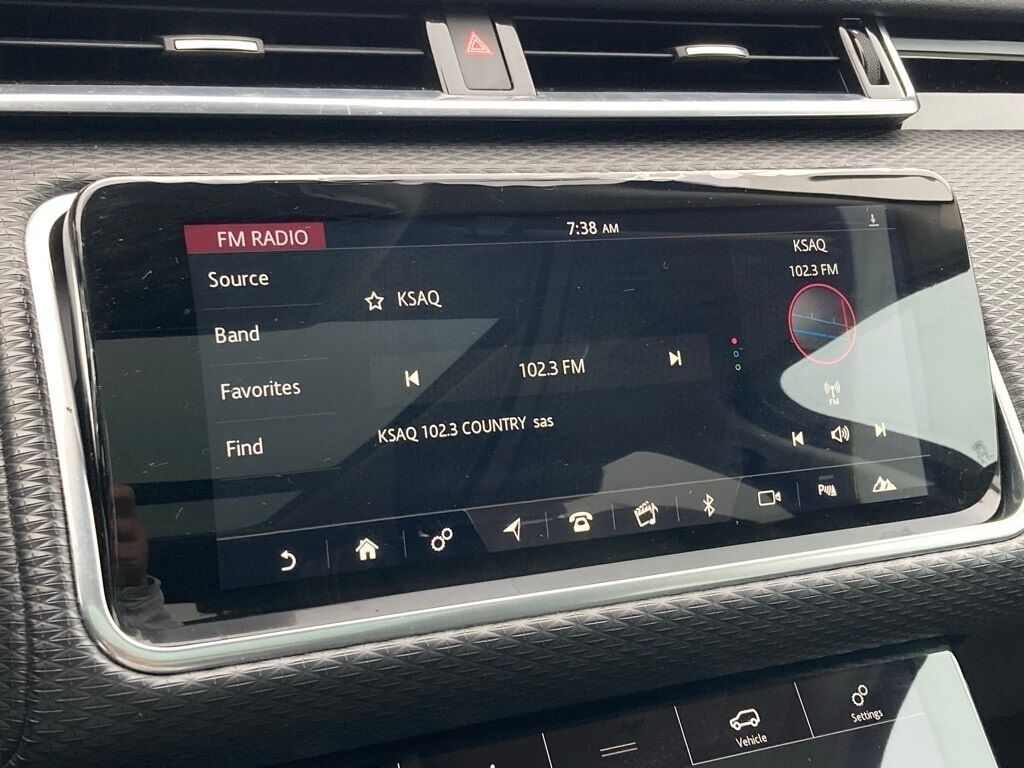 FM RADIO
7:38 AM
KSAQ
102.3 FM
Source
KSAQ
Band
102.3 FM
Favorites
FM
KSAQ 102.3 COUNTRY sas
Find
Vehicle
Settings